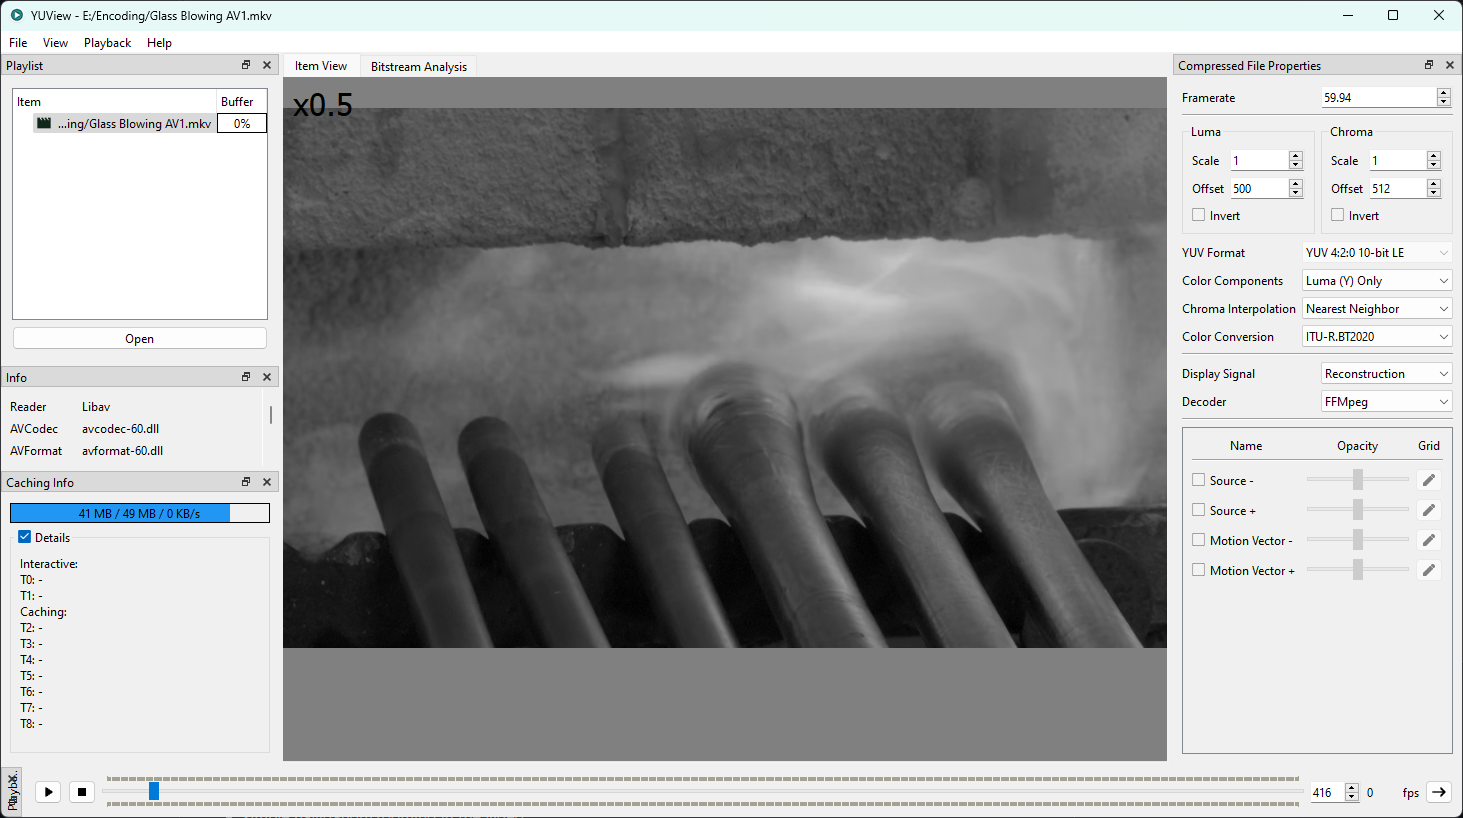 YUView - E:/Encoding/Glass Blowing AV1.mkv
File View Playback Help
Playlist
Item Buffer
...ing/Glass Blowing AV1.mkv 0%
Open
Info
Reader Libav
AVCodec avcodec-60.dll
AVFormat avformat-60.dll
Caching Info
41 MB / 49 MB / 0 KB/s
Details
Interactive:
T0: -
T1: -
Caching:
T2: -
T3: -
T4: -
T5: -
T6: -
T7: -
T8: -
Item View Bitstream Analysis
x0.5
Compressed File Properties
Framerate 59.94
Luma
Scale 1
Offset 500
Invert
Chroma
Scale 1
Offset 512
Invert
YUV Format YUV 4:2:0 10-bit LE
Color Components Luma (Y) Only
Chroma Interpolation Nearest Neighbor
Color Conversion ITU-R.BT2020
Display Signal Reconstruction
Decoder FFMpeg
Name Opacity Grid
Source -
Source +
Motion Vector -
Motion Vector +
416 0 fps